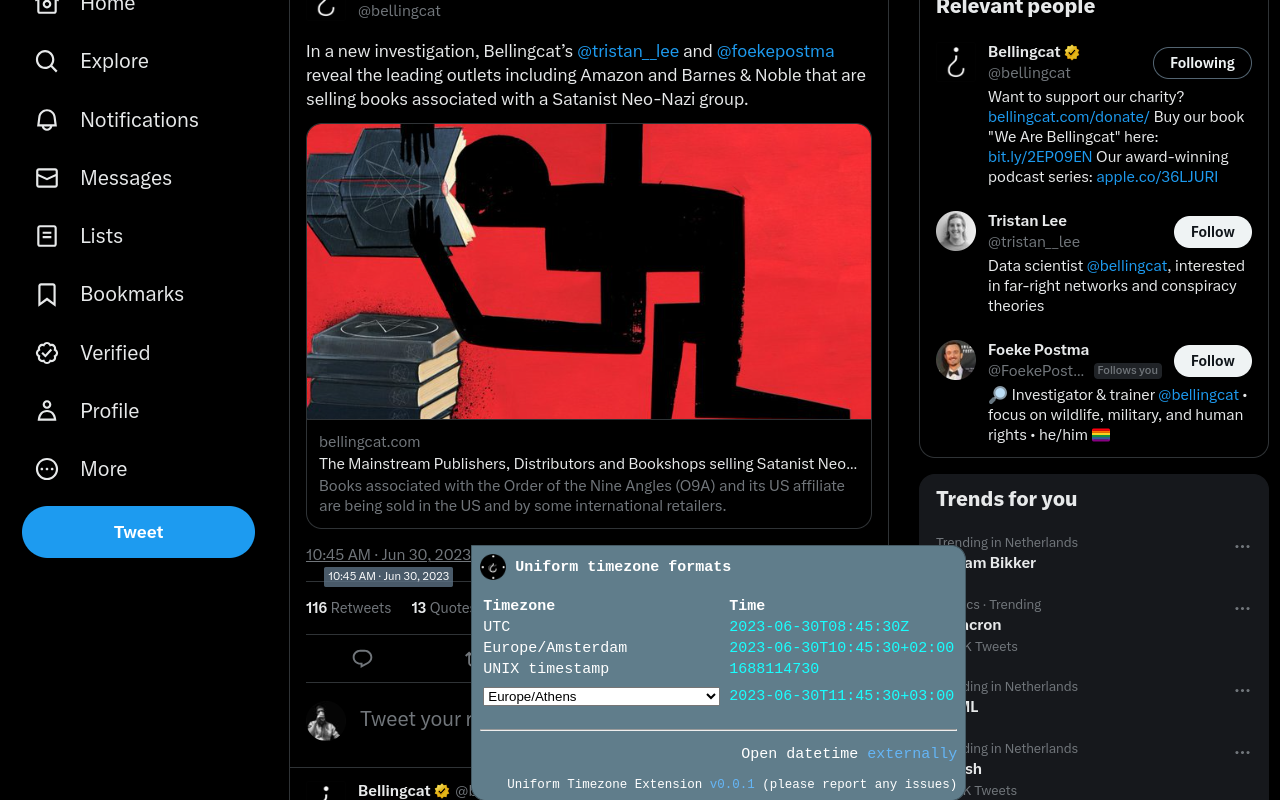 Home
Explore
Notifications
Messages
Lists
Bookmarks
Verified
Profile
More
Tweet
@bellingcat
In a new investigation, Bellingcat’s @tristan__lee and @foekepostma
reveal the leading outlets including Amazon and Barnes & Noble that are
selling books associated with a Satanist Neo-Nazi group.
bellingcat.com
The Mainstream Publishers, Distributors and Bookshops selling Satanist Neo…
Books associated with the Order of the Nine Angles (O9A) and its US affiliate
are being sold in the US and by some international retailers.
10:45 AM · Jun 30, 2023
10:45 AM · Jun 30, 2023
116 Retweets 13 Quotes
Tweet your
Bellingcat
Uniform timezone formats
Timezone Time
UTC 2023-06-30T08:45:30Z
Europe/Amsterdam 2023-06-30T10:45:30+02:00
UNIX timestamp 1688114730
Europe/Athens 2023-06-30T11:45:30+03:00
Open datetime externally
Uniform Timezone Extension v0.0.1 (please report any issues)
Relevant people
Bellingcat
@bellingcat
Following
Want to support our charity?
bellingcat.com/donate/ Buy our book
"We Are Bellingcat" here:
bit.ly/2EP09EN Our award-winning
podcast series: apple.co/36LJURI
Tristan Lee
@tristan__lee
Follow
Data scientist @bellingcat, interested
in far-right networks and conspiracy
theories
Foeke Postma
@FoekePost… Follows you
Follow
🔎 Investigator & trainer @bellingcat •
focus on wildlife, military, and human
rights • he/him 🏳️‍🌈
Trends for you
Trending in Netherlands
am Bikker
cs · Trending
acron
K Tweets
ding in Netherlands
ML
ding in Netherlands
sh
K Tweets